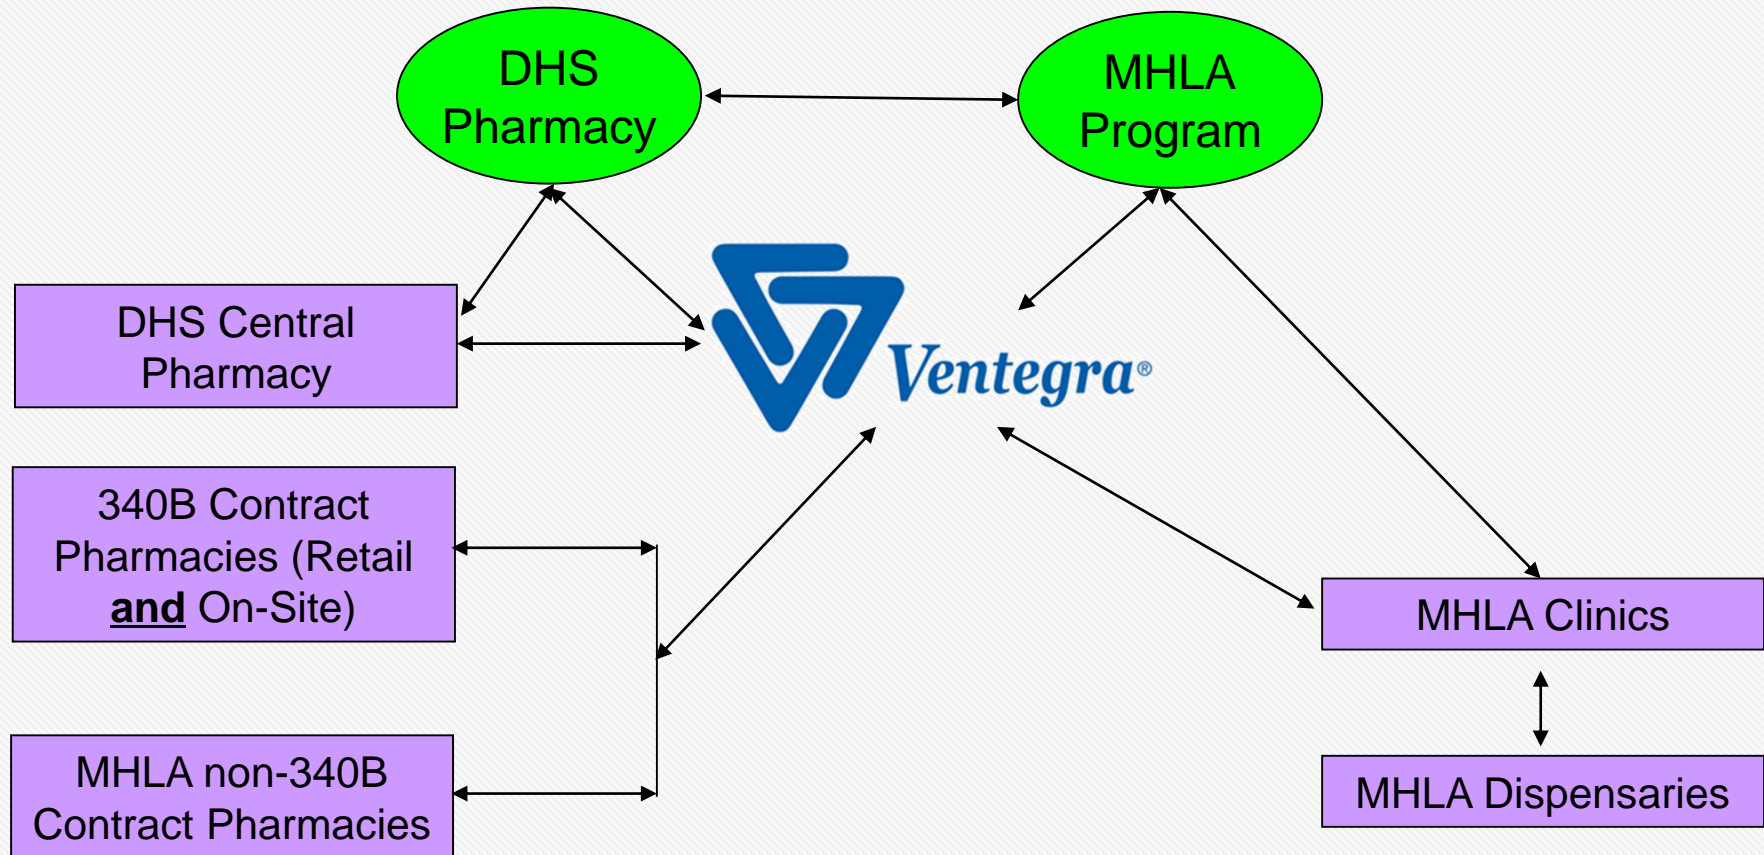 DHS
Pharmacy
MHLA
Program
DHS Central
Pharmacy
Ventegra®
340B Contract
Pharmacies (Retail
and On-Site)
MHLA Clinics
MHLA non-340B
Contract Pharmacies
MHLA Dispensaries